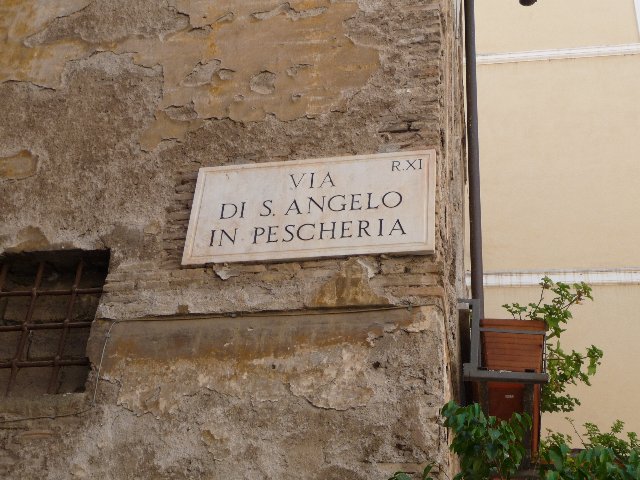 R.XI
VIA
DI S. ANGELO
IN PESCHERIA